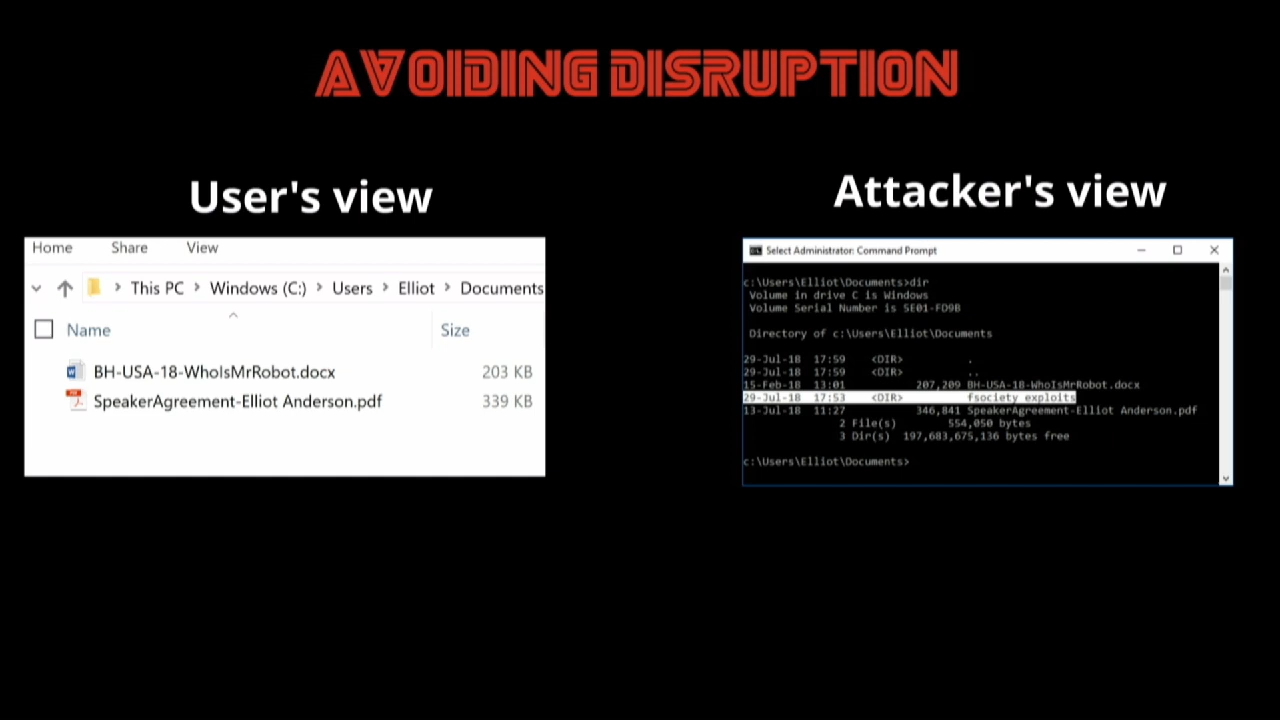 AVOIDING DISRUPTION
User's view
Home Share View
This PC > Windows (C:) > Users > Elliot > Documents
Name Size
BH-USA-18-WhoIsMrRobot.docx 203 KB
SpeakerAgreement-Elliot Anderson.pdf 339 KB
Attacker's view
Select Administrator: Command Prompt
c:\Users\Elliot\Documents>dir
Volume in drive C is Windows
Volume Serial Number is 5E01-FD9B
Directory of c:\Users\Elliot\Documents
29-Jul-18 17:59 <DIR> .
29-Jul-18 17:59 <DIR> ..
15-Feb-18 13:01 207,209 BH-USA-18-WhoIsMrRobot.docx
29-Jul-18 17:53 <DIR> fsociety exploits
13-Jul-18 11:27 346,841 SpeakerAgreement-Elliot Anderson.pdf
2 File(s) 554,050 bytes
3 Dir(s) 197,683,675,136 bytes free
c:\Users\Elliot\Documents>